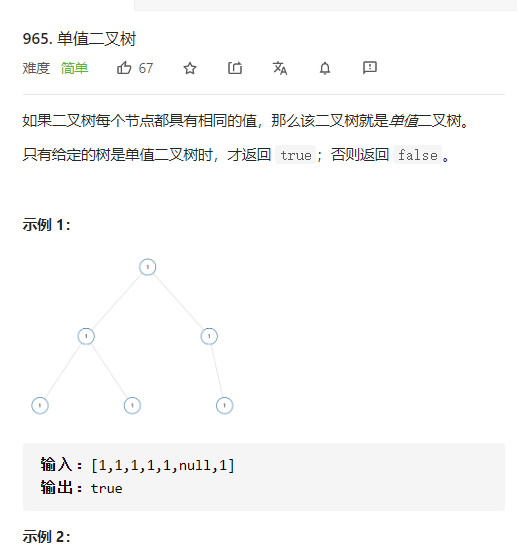 965. 单值二叉树
难度 简单 67
如果二叉树每个节点都具有相同的值，那么该二叉树就是单值二叉树。
只有给定的树是单值二叉树时，才返回 true；否则返回 false。
示例 1：
1
1 1
1 1 1
输入：[1,1,1,1,1,null,1]
输出：true
示例 2：